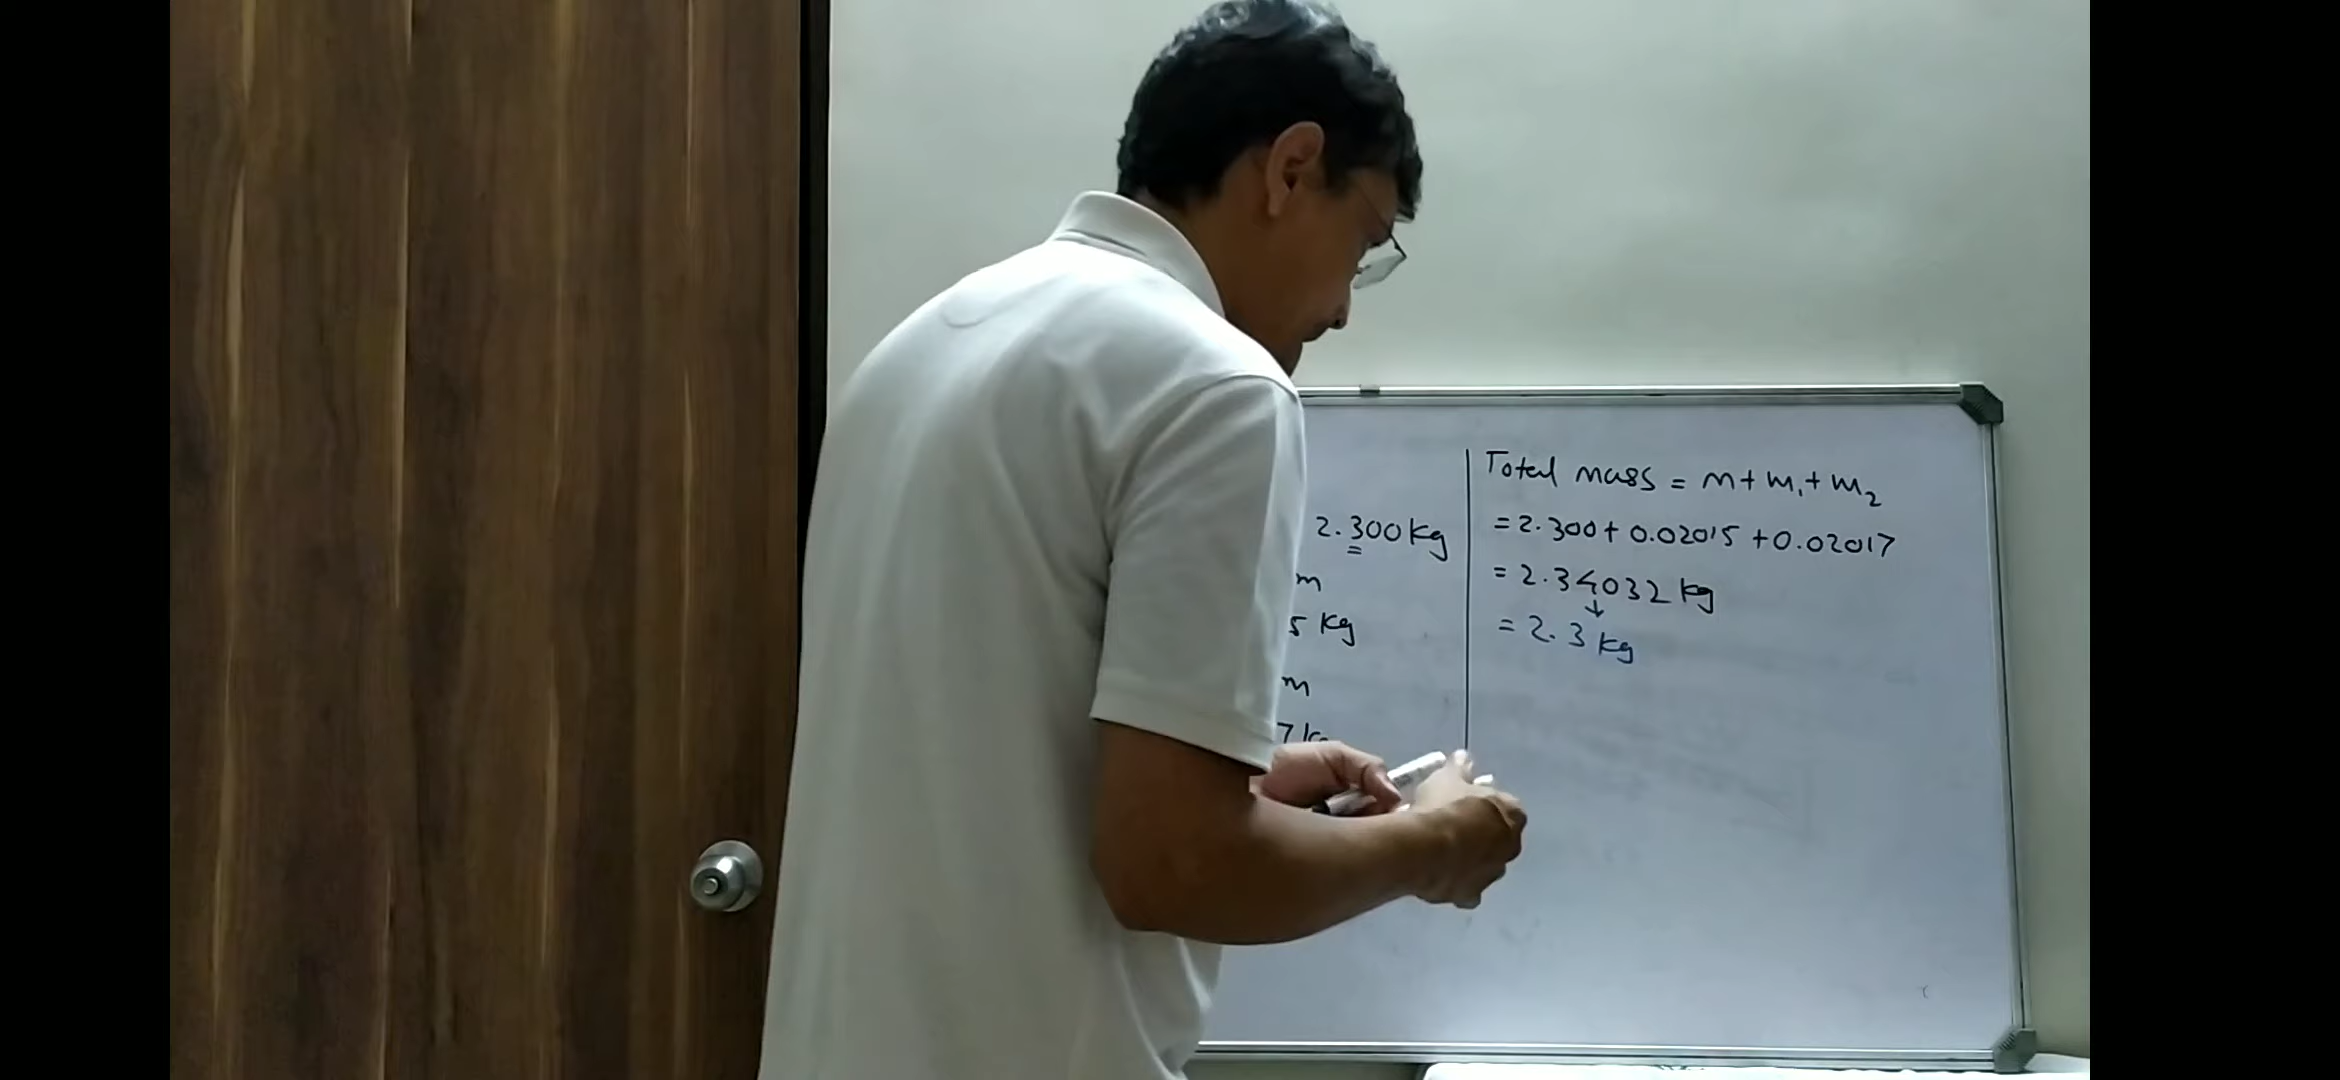 2.300 kg
m
5 kg
m
7 kg
Total mass = m + m₁ + m₂
= 2.300 + 0.02015 + 0.02017
= 2.34032 kg
↓
= 2.3 kg